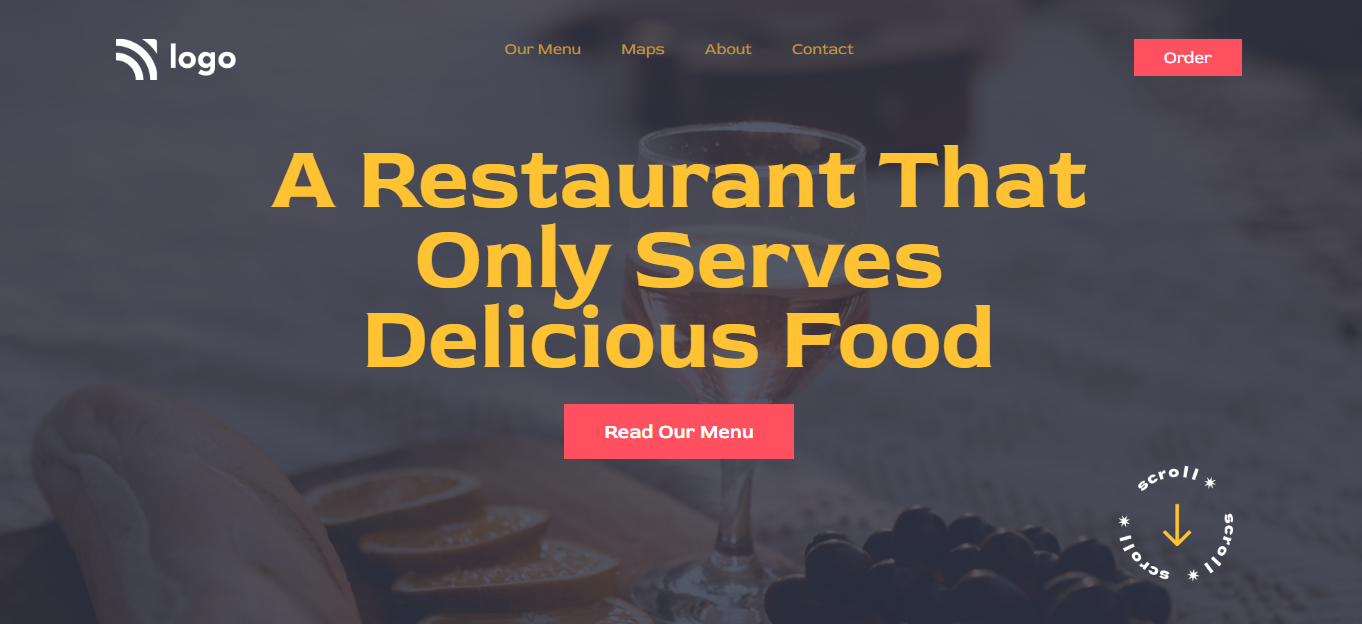 logo
Our Menu Maps About Contact
Order
A Restaurant That
Only Serves
Delicious Food
Read Our Menu
scroll ✷ scroll ✷ scroll ✷